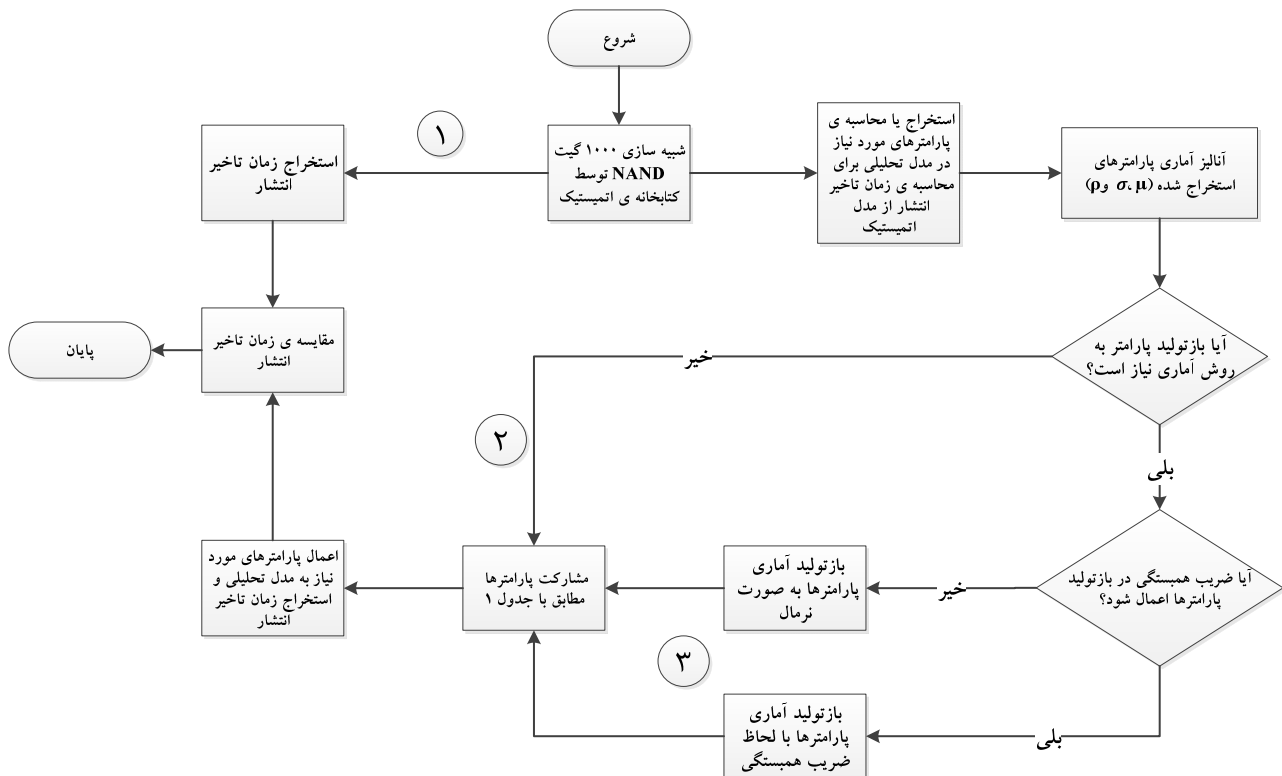 شروع
۱
شبیه سازی ۱۰۰۰ گیت
NAND توسط
کتابخانه ی اتمیستیک
استخراج زمان تاخیر
انتشار
استخراج یا محاسبه ی
پارامترهای مورد نیاز
در مدل تحلیلی برای
محاسبه ی زمان تاخیر
انتشار از مدل
اتمیستیک
آنالیز آماری پارامترهای
استخراج شده (μ، σ و ρ)
مقایسه ی زمان تاخیر
انتشار
پایان
آیا بازتولید پارامتر به
روش آماری نیاز است؟
خیر
۲
بلی
آیا ضریب همبستگی در بازتولید
پارامترها اعمال شود؟
خیر
بازتولید آماری
پارامترها به صورت
نرمال
مشارکت پارامترها
مطابق با جدول ۱
اعمال پارامترهای مورد
نیاز به مدل تحلیلی و
استخراج زمان تاخیر
انتشار
۳
بلی
بازتولید آماری
پارامترها با لحاظ
ضریب همبستگی